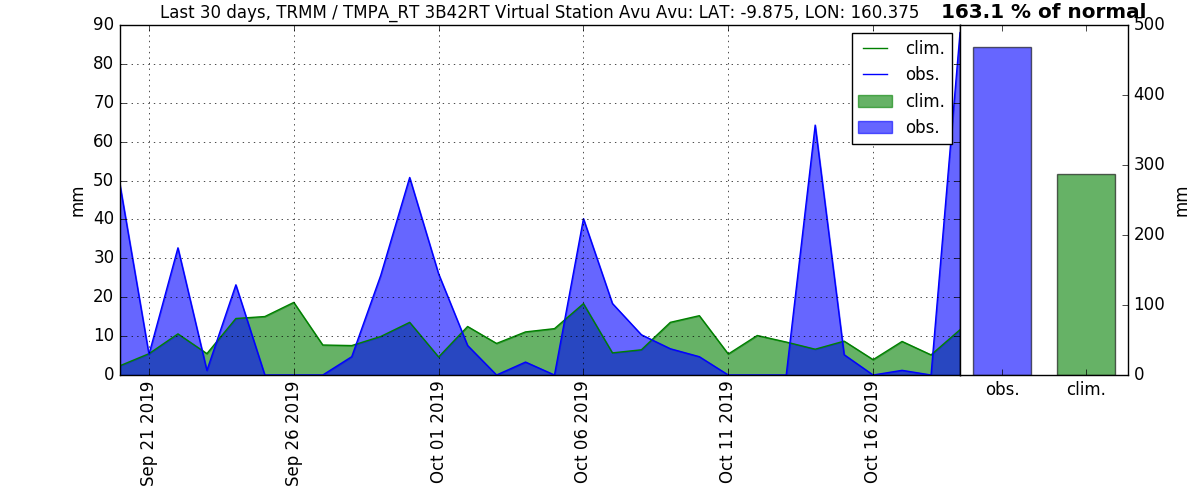 Last 30 days, TRMM / TMPA_RT 3B42RT Virtual Station Avu Avu: LAT: -9.875, LON: 160.375
163.1 % of normal
90
80
70
60
50
40
30
20
10
0
mm
clim.
obs.
clim.
obs.
500
400
300
200
100
0
mm
Sep 21 2019
Sep 26 2019
Oct 01 2019
Oct 06 2019
Oct 11 2019
Oct 16 2019
obs.
clim.